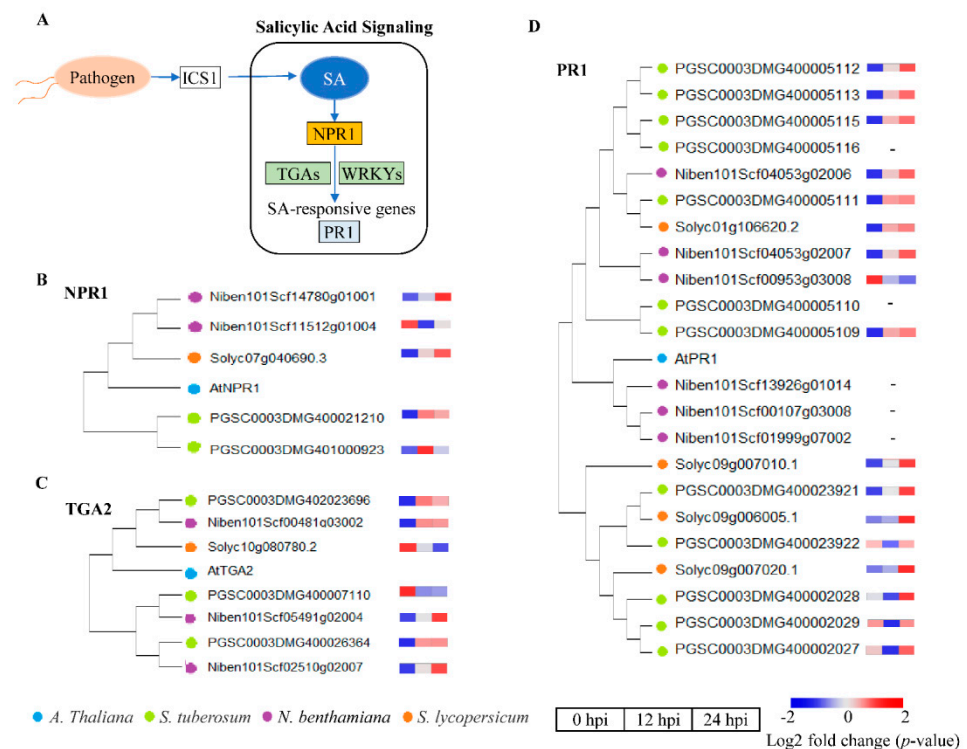 A
Salicylic Acid Signaling
Pathogen
ICS1
SA
NPR1
TGAs
WRKYs
SA-responsive genes
PR1
B
NPR1
Niben101Scf14780g01001
Niben101Scf11512g01004
Solyc07g040690.3
AtNPR1
PGSC0003DMG400021210
PGSC0003DMG401000923
C
TGA2
PGSC0003DMG402023696
Niben101Scf00481g03002
Solyc10g080780.2
AtTGA2
PGSC0003DMG400007110
Niben101Scf05491g02004
PGSC0003DMG400026364
Niben101Scf02510g02007
D
PR1
PGSC0003DMG400005112
PGSC0003DMG400005113
PGSC0003DMG400005115
PGSC0003DMG400005116 -
Niben101Scf04053g02006
PGSC0003DMG400005111
Solyc01g106620.2
Niben101Scf04053g02007
Niben101Scf00953g03008
PGSC0003DMG400005110 -
PGSC0003DMG400005109
AtPR1
Niben101Scf13926g01014 -
Niben101Scf00107g03008 -
Niben101Scf01999g07002 -
Solyc09g007010.1
PGSC0003DMG400023921
Solyc09g006005.1
PGSC0003DMG400023922
Solyc09g007020.1
PGSC0003DMG400002028
PGSC0003DMG400002029
PGSC0003DMG400002027
A. Thaliana S. tuberosum N. benthamiana S. lycopersicum
0 hpi 12 hpi 24 hpi
-2 0 2
Log2 fold change (p-value)